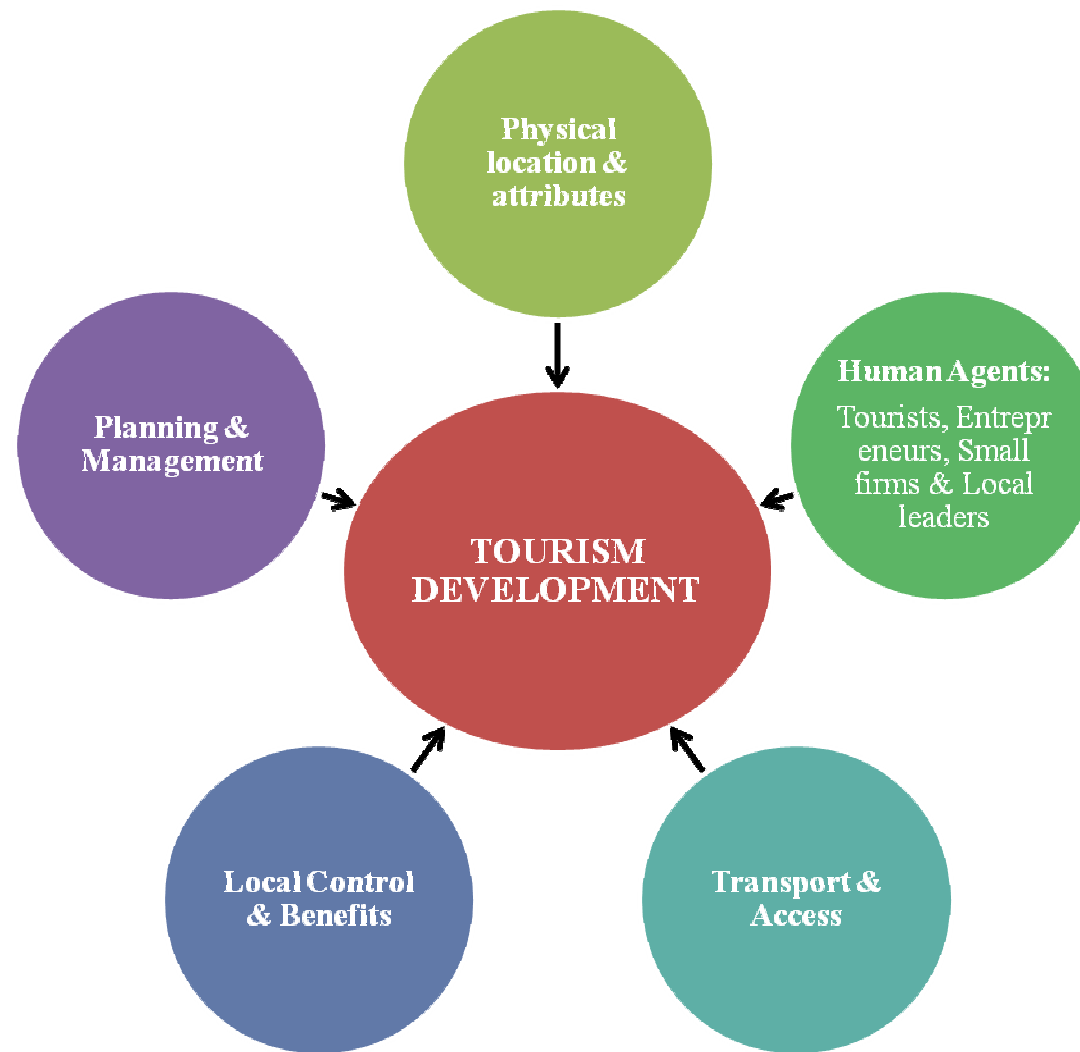 Physical
location &
attributes
Human Agents:
Tourists, Entrepr
eneurs, Small
firms & Local
leaders
Planning &
Management
TOURISM
DEVELOPMENT
Local Control
& Benefits
Transport &
Access